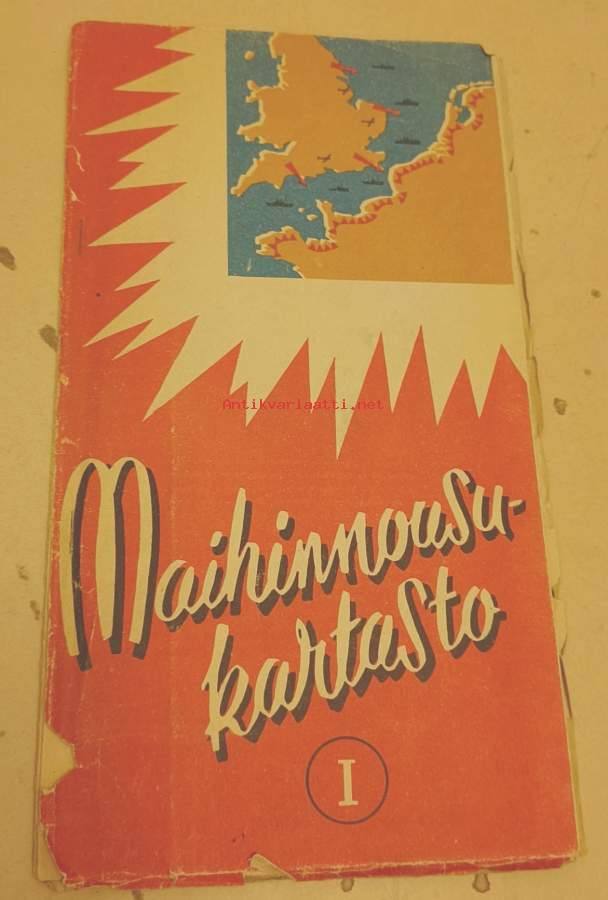 Antikvariaatti.net
Maihinnousu-
kartasto
I